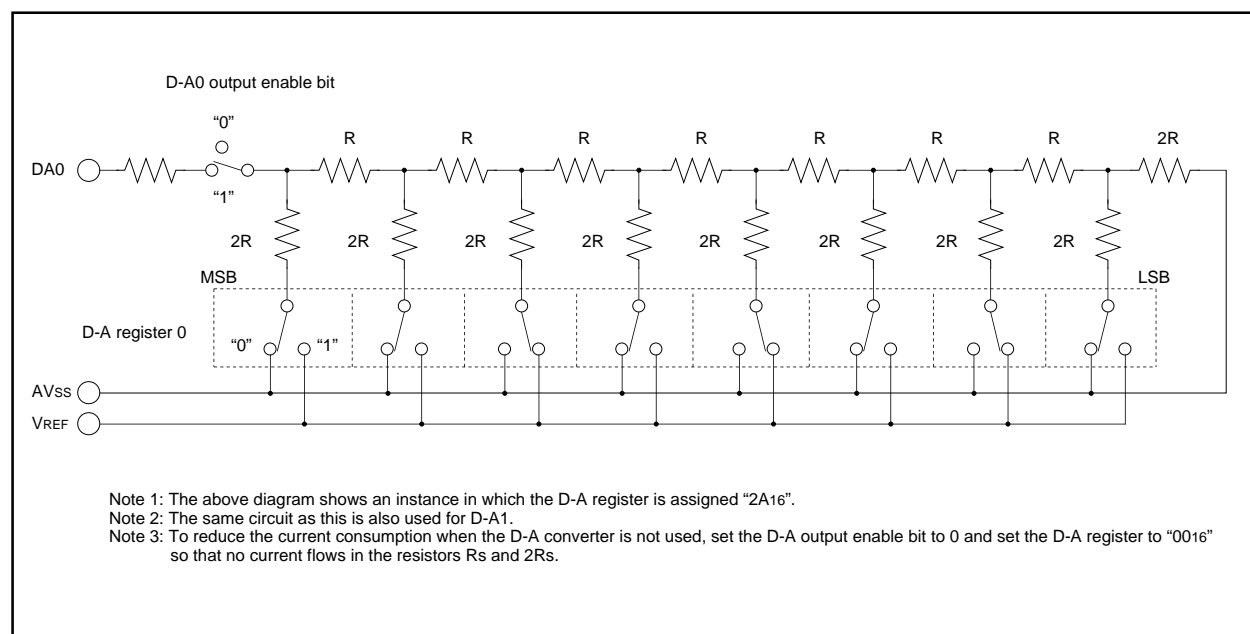 D-A0 output enable bit
“0”
R R R R R R R 2R
DA0
“1”
2R 2R 2R 2R 2R 2R 2R 2R
MSB LSB
D-A register 0
“0” “1”
AVSS
VREF
Note 1: The above diagram shows an instance in which the D-A register is assigned “2A16”.
Note 2: The same circuit as this is also used for D-A1.
Note 3: To reduce the current consumption when the D-A converter is not used, set the D-A output enable bit to 0 and set the D-A register to “0016”
so that no current flows in the resistors Rs and 2Rs.